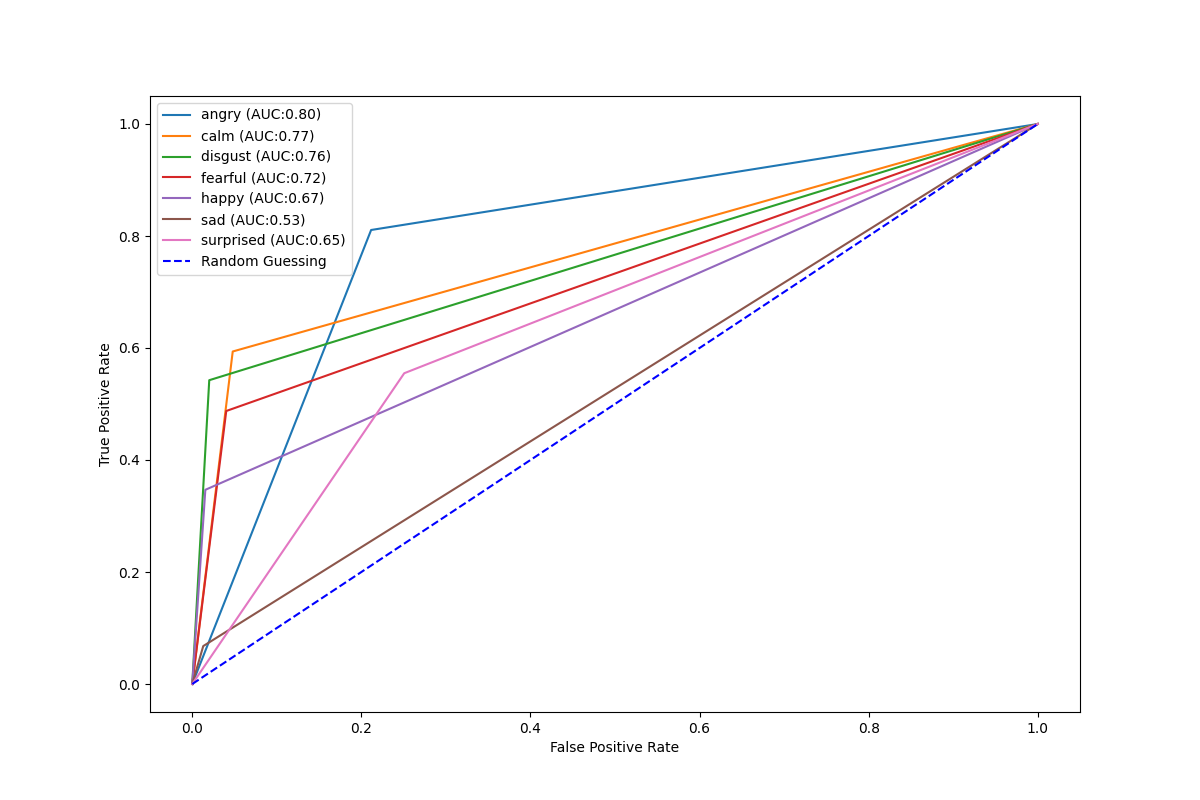 angry (AUC:0.80)
calm (AUC:0.77)
disgust (AUC:0.76)
fearful (AUC:0.72)
happy (AUC:0.67)
sad (AUC:0.53)
surprised (AUC:0.65)
Random Guessing
1.0
0.8
0.6
0.4
0.2
0.0
True Positive Rate
0.0 0.2 0.4 0.6 0.8 1.0
False Positive Rate